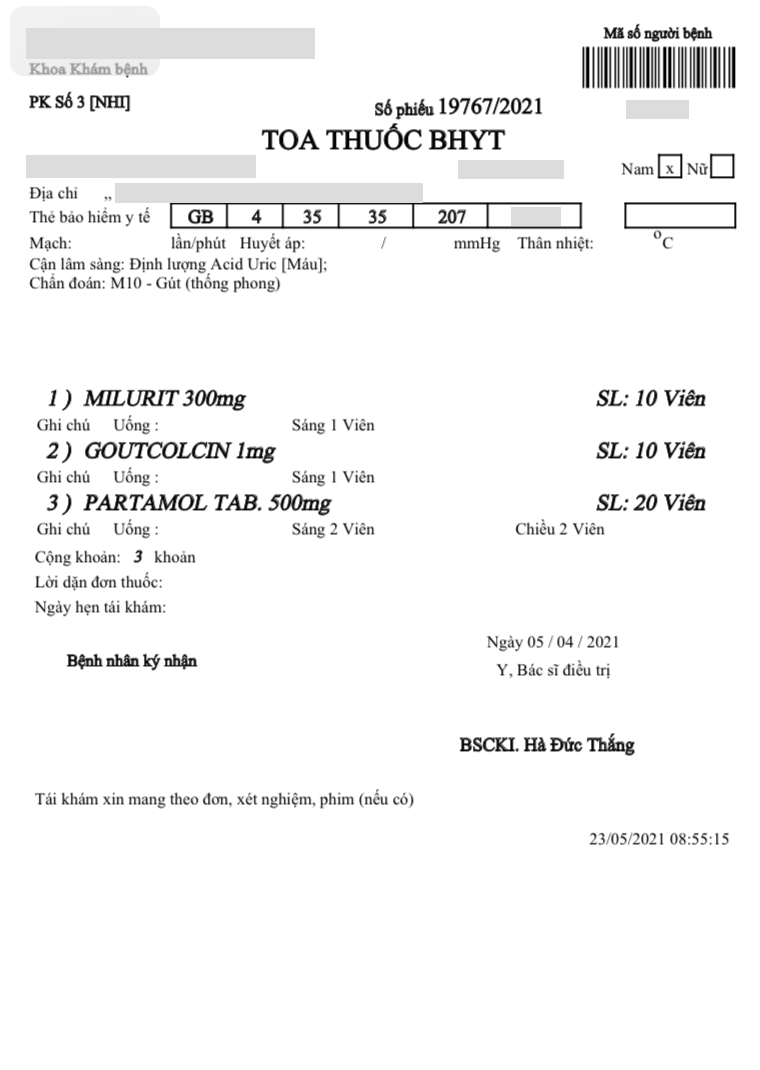 Mã số người bệnh
Khoa Khám bệnh
PK Số 3 [NHI]
Số phiếu 19767/2021
TOA THUỐC BHYT
Nam x Nữ
Địa chỉ ,,
Thẻ bảo hiểm y tế GB 4 35 35 207
Mạch: lần/phút Huyết áp: / mmHg Thân nhiệt: °C
Cận lâm sàng: Định lượng Acid Uric [Máu];
Chẩn đoán: M10 - Gút (thống phong)
1 ) MILURIT 300mg SL: 10 Viên
Ghi chú Uống : Sáng 1 Viên
2 ) GOUTCOLCIN 1mg SL: 10 Viên
Ghi chú Uống : Sáng 1 Viên
3 ) PARTAMOL TAB. 500mg SL: 20 Viên
Ghi chú Uống : Sáng 2 Viên Chiều 2 Viên
Cộng khoản: 3 khoản
Lời dặn đơn thuốc:
Ngày hẹn tái khám:
Ngày 05 / 04 / 2021
Bệnh nhân ký nhận
Y, Bác sĩ điều trị
BSCKI. Hà Đức Thắng
Tái khám xin mang theo đơn, xét nghiệm, phim (nếu có)
23/05/2021 08:55:15